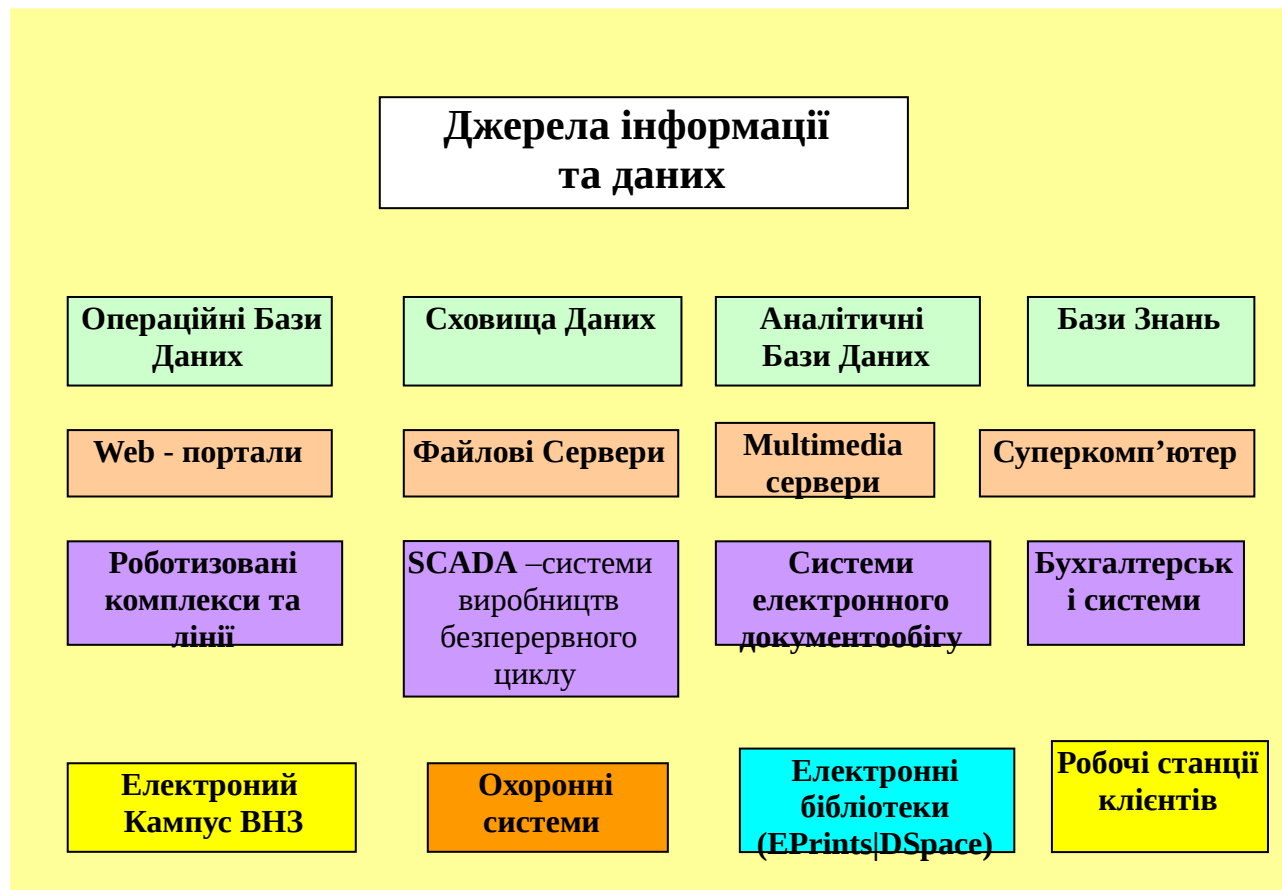 Джерела інформації
та даних
Операційні Бази
Даних
Сховища Даних
Аналітичні
Бази Даних
Бази Знань
Web - портали
Файлові Сервери
Multimedia
сервери
Суперкомп’ютер
Роботизовані
комплекси та
лінії
SCADA –системи
виробництв
безперервного
циклу
Системи
електронного
документообігу
Бухгалтерськ
і системи
Електроний
Кампус ВНЗ
Охоронні
системи
Електронні
бібліотеки
(EPrints|DSpace)
Робочі станції
клієнтів